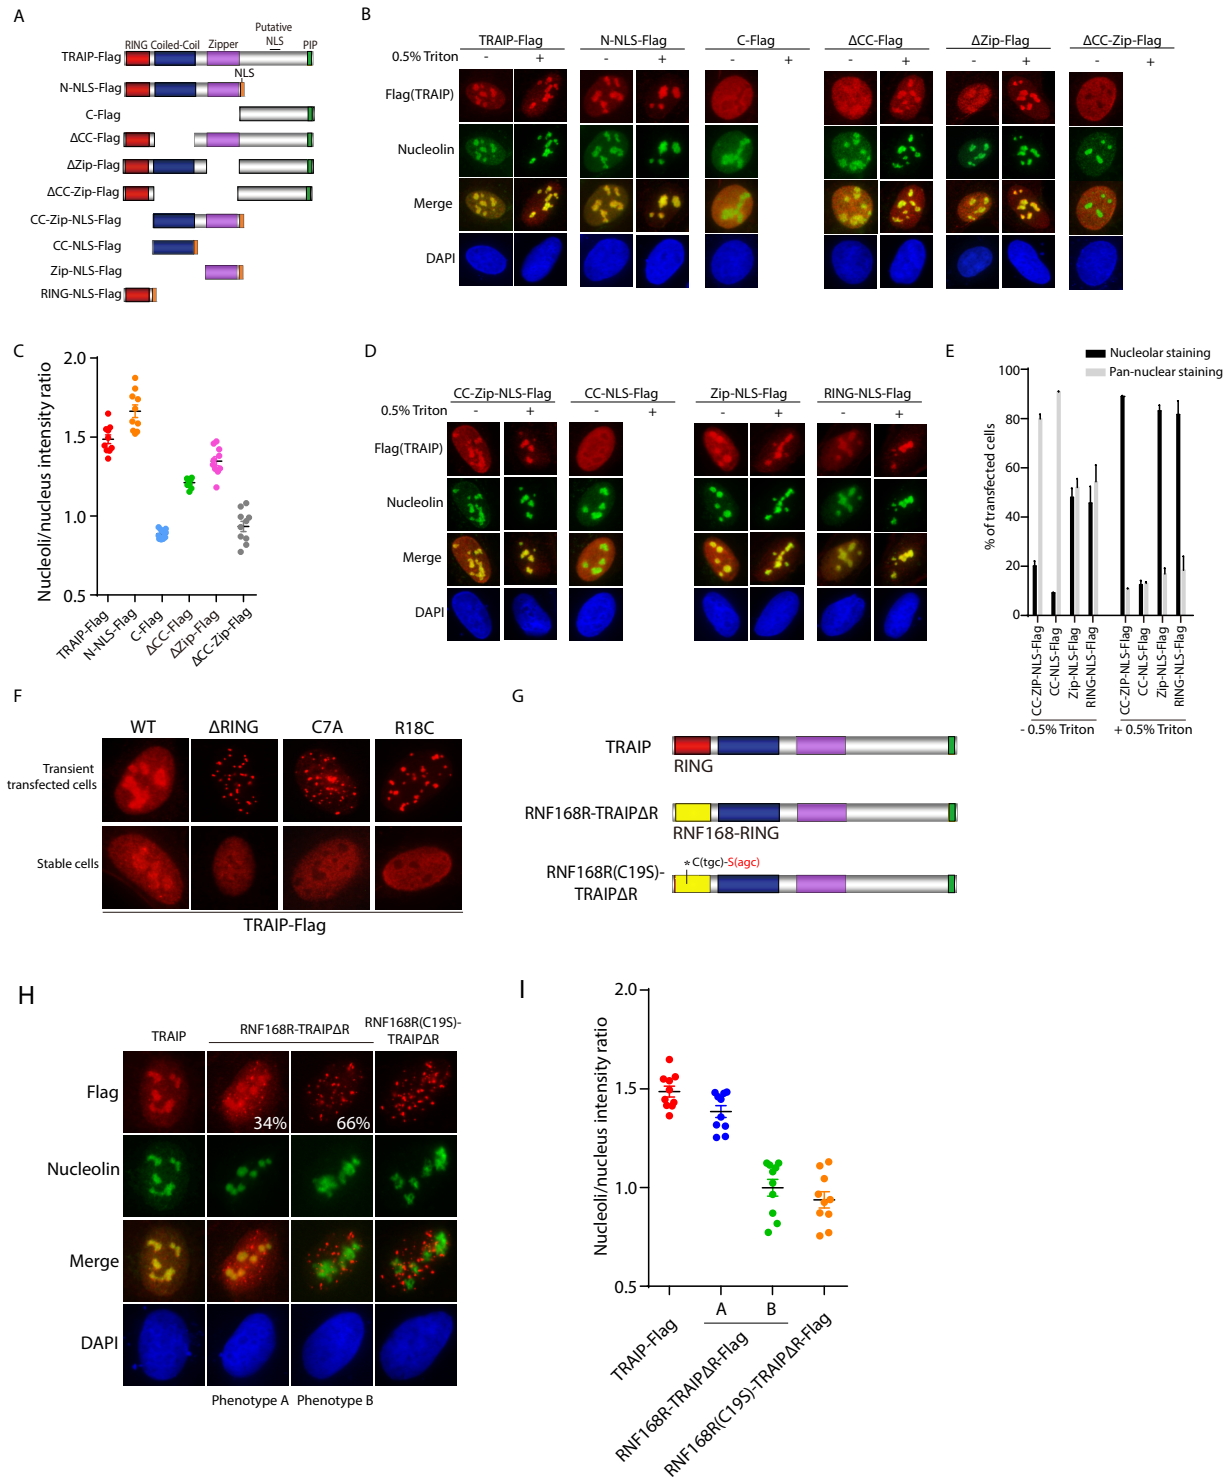 A
RING Coiled-Coil Zipper Putative NLS PIP
TRAIP-Flag
NLS
N-NLS-Flag
C-Flag
ΔCC-Flag
ΔZip-Flag
ΔCC-Zip-Flag
CC-Zip-NLS-Flag
CC-NLS-Flag
Zip-NLS-Flag
RING-NLS-Flag
B
TRAIP-Flag N-NLS-Flag C-Flag ΔCC-Flag ΔZip-Flag ΔCC-Zip-Flag
0.5% Triton - + - + - + - + - + - +
Flag(TRAIP)
Nucleolin
Merge
DAPI
C
Nucleoli/nucleus intensity ratio
2.0
1.5
1.0
0.5
TRAIP-Flag
N-NLS-Flag
C-Flag
ΔCC-Flag
ΔZip-Flag
ΔCC-Zip-Flag
D
CC-Zip-NLS-Flag CC-NLS-Flag Zip-NLS-Flag RING-NLS-Flag
0.5% Triton - + - + - + - +
Flag(TRAIP)
Nucleolin
Merge
DAPI
E
Nucleolar staining
Pan-nuclear staining
% of transfected cells
100
80
60
40
20
0
CC-ZIP-NLS-Flag
CC-NLS-Flag
Zip-NLS-Flag
RING-NLS-Flag
CC-ZIP-NLS-Flag
CC-NLS-Flag
Zip-NLS-Flag
RING-NLS-Flag
- 0.5% Triton + 0.5% Triton
F
WT ΔRING C7A R18C
Transient
transfected cells
Stable cells
TRAIP-Flag
G
TRAIP
RING
RNF168R-TRAIPΔR
RNF168-RING
RNF168R(C19S)-
TRAIPΔR
* C(tgc)-S(agc)
H
TRAIP RNF168R-TRAIPΔR RNF168R(C19S)-
TRAIPΔR
Flag
34% 66%
Nucleolin
Merge
DAPI
Phenotype A Phenotype B
I
Nucleoli/nucleus intensity ratio
2.0
1.5
1.0
0.5
A B
TRAIP-Flag
RNF168R-TRAIPΔR-Flag
RNF168R(C19S)-TRAIPΔR-Flag